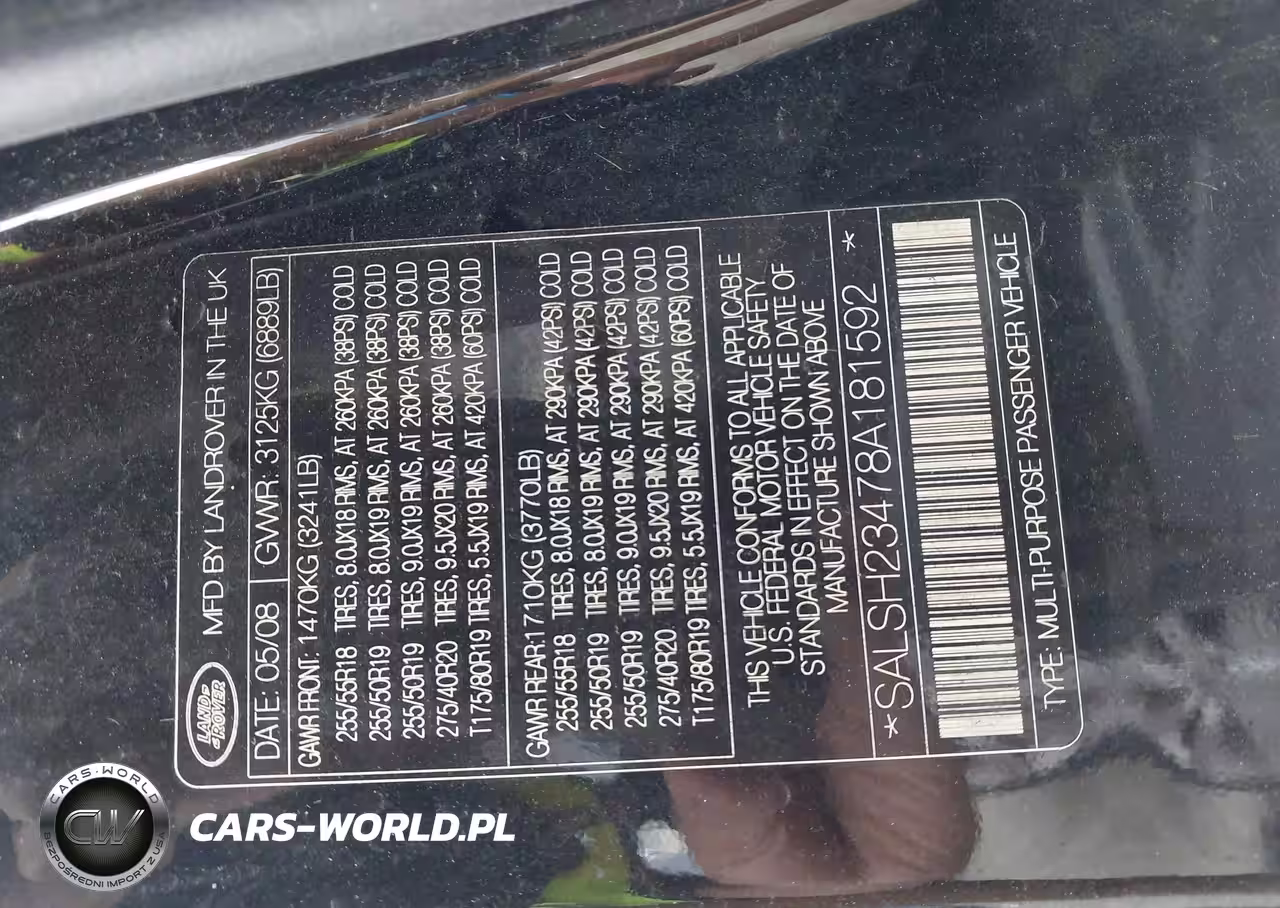 LAND
ROVER
MFD BY LANDROVER IN THE UK
DATE: 05/08 GVWR: 3125KG (6889LB)
GAWR FRONT: 1470KG (3241LB)
255/55R18 TIRES, 8.0JX18 RIMS, AT 260KPA (38PSI) COLD
255/50R19 TIRES, 8.0JX19 RIMS, AT 260KPA (38PSI) COLD
255/50R19 TIRES, 9.0JX19 RIMS, AT 260KPA (38PSI) COLD
275/40R20 TIRES, 9.5JX20 RIMS, AT 260KPA (38PSI) COLD
T175/80R19 TIRES, 5.5JX19 RIMS, AT 420KPA (60PSI) COLD
GAWR REAR:1710KG (3770LB)
255/55R18 TIRES, 8.0JX18 RIMS, AT 290KPA (42PSI) COLD
255/50R19 TIRES, 8.0JX19 RIMS, AT 290KPA (42PSI) COLD
255/50R19 TIRES, 9.0JX19 RIMS, AT 290KPA (42PSI) COLD
275/40R20 TIRES, 9.5JX20 RIMS, AT 290KPA (42PSI) COLD
T175/80R19 TIRES, 5.5JX19 RIMS, AT 420KPA (60PSI) COLD
THIS VEHICLE CONFORMS TO ALL APPLICABLE
U.S. FEDERAL MOTOR VEHICLE SAFETY
STANDARDS IN EFFECT ON THE DATE OF
MANUFACTURE SHOWN ABOVE
*SALSH23478A181592 *
TYPE: MULTI-PURPOSE PASSENGER VEHICLE
CARS-WORLD
CW
BEZPOŚREDNI IMPORT Z USA
CARS-WORLD.PL